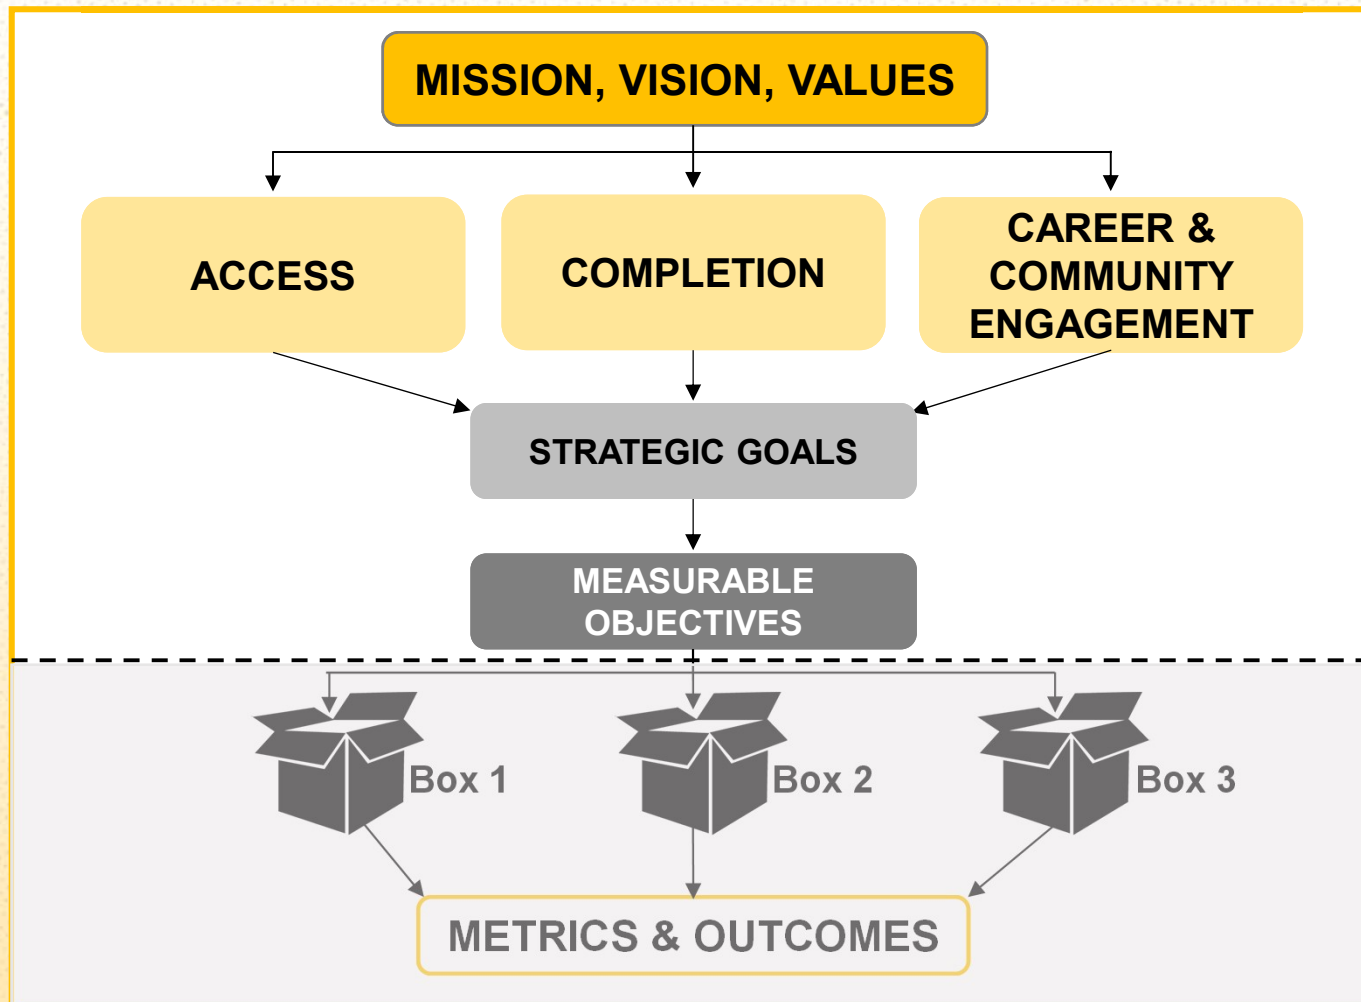 MISSION, VISION, VALUES
ACCESS
COMPLETION
CAREER &
COMMUNITY
ENGAGEMENT
STRATEGIC GOALS
MEASURABLE
OBJECTIVES
Box 1
Box 2
Box 3
METRICS & OUTCOMES